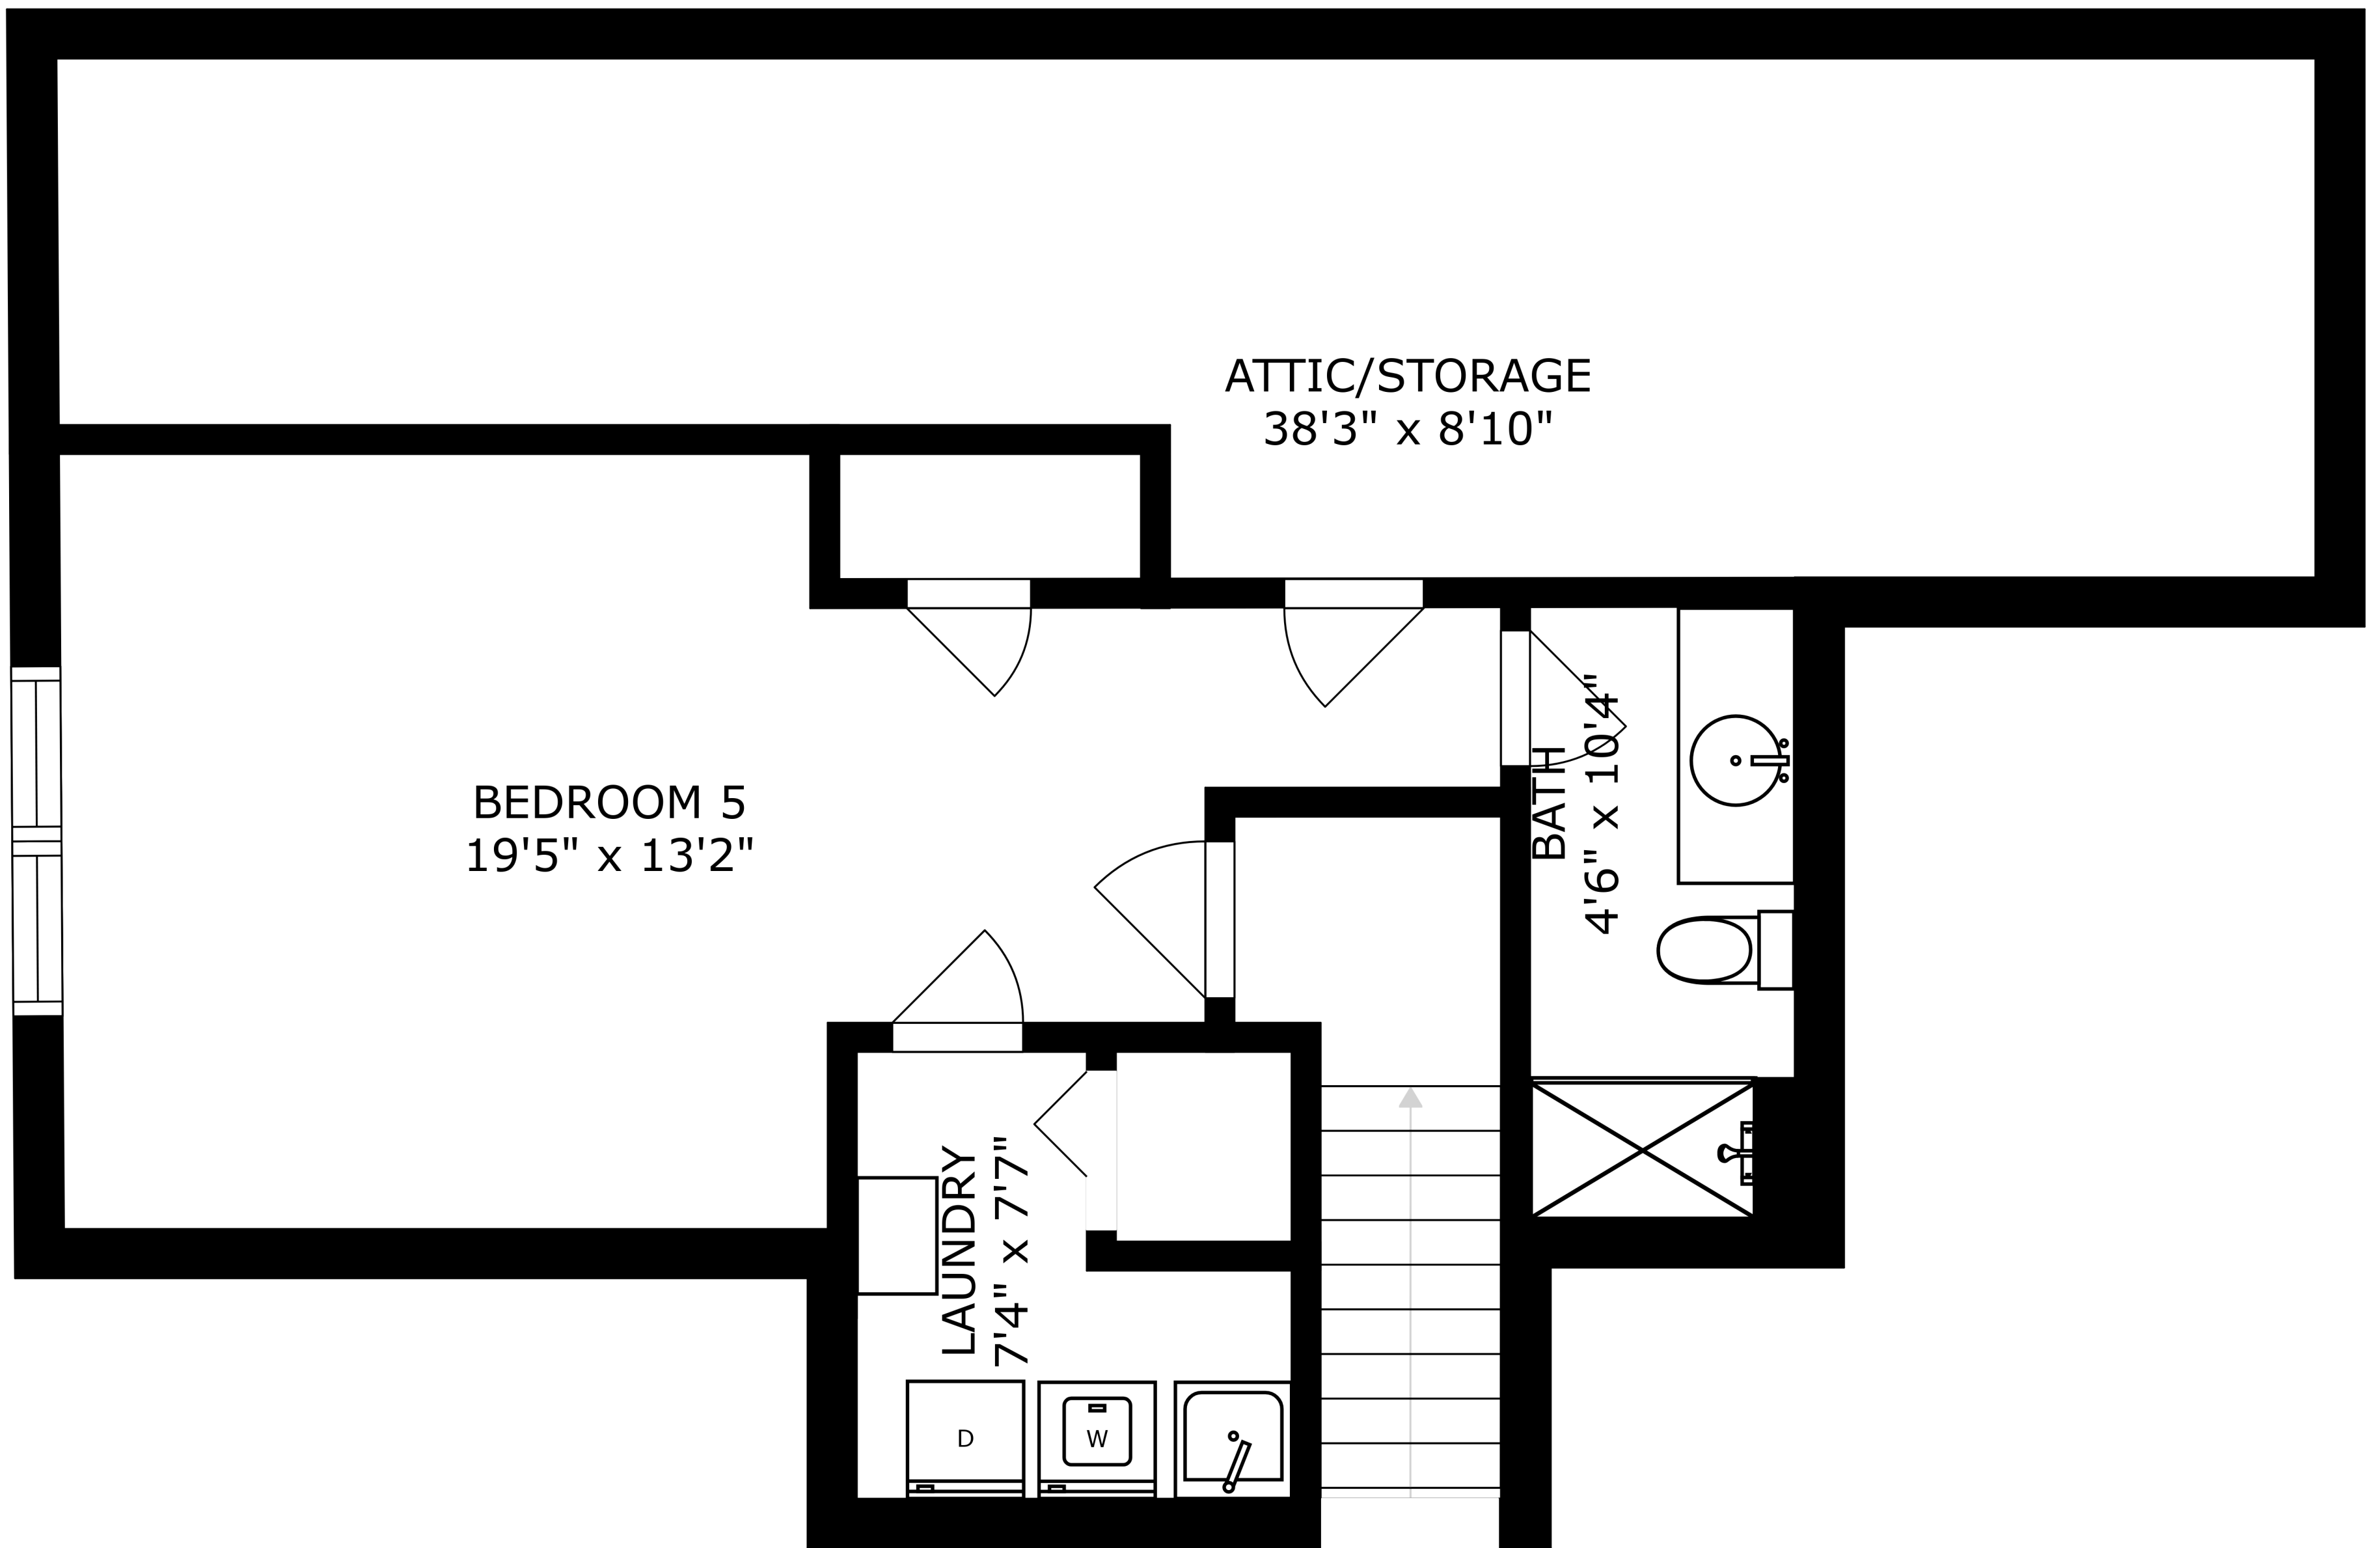 ATTIC/STORAGE
38'3" x 8'10"
BEDROOM 5
19'5" x 13'2"
BATH
4'6" x 10'4"
LAUNDRY
7'4" x 7'7"
D
W